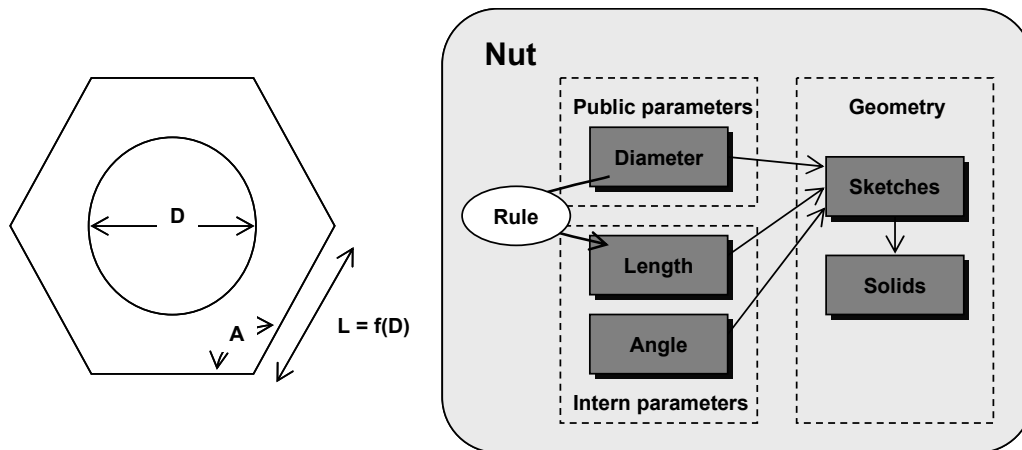 D
A
L = f(D)
Nut
Public parameters
Diameter
Rule
Length
Angle
Intern parameters
Geometry
Sketches
Solids